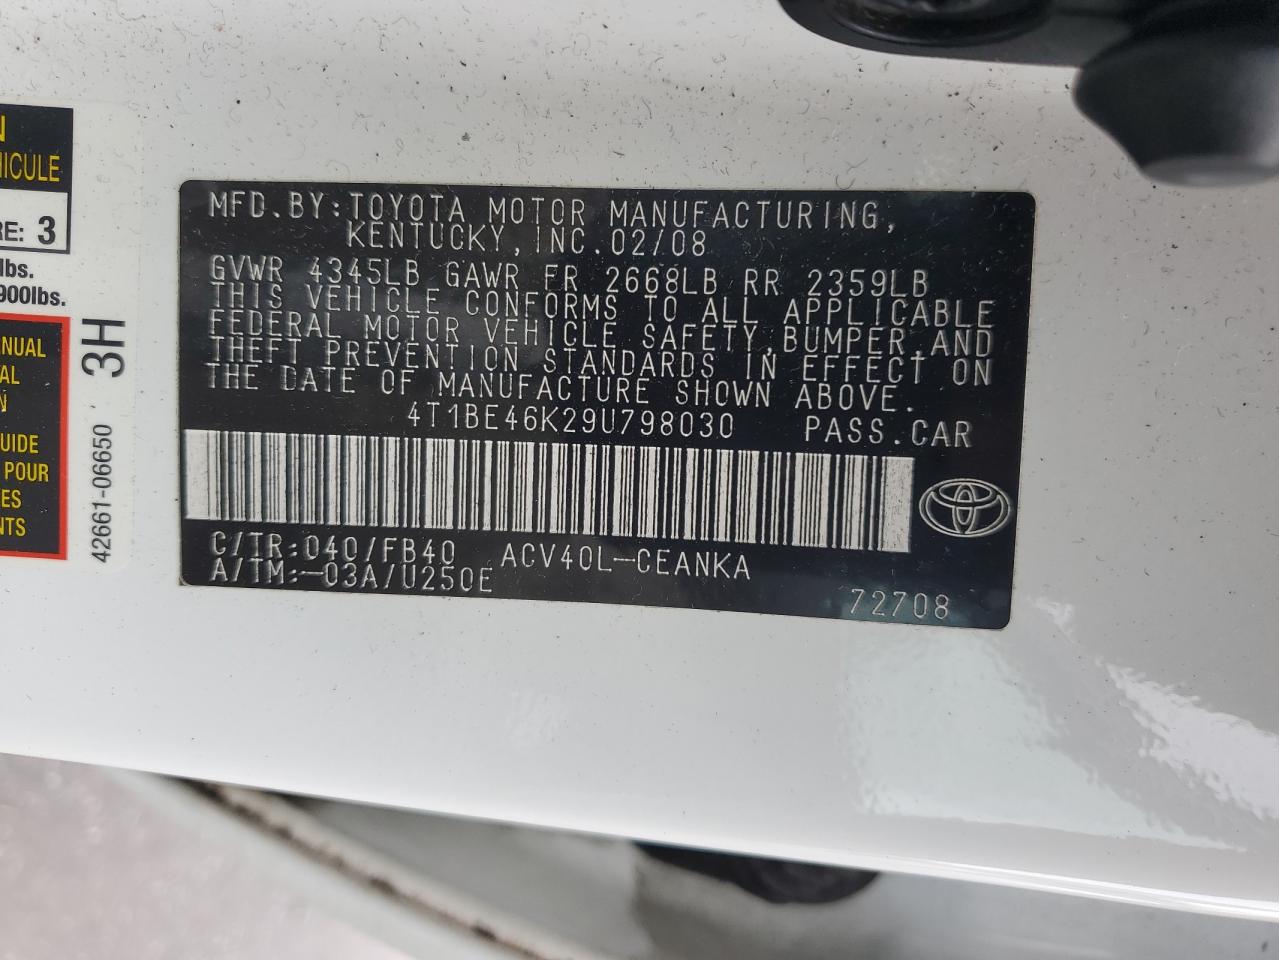 MFD.BY:TOYOTA MOTOR MANUFACTURING,
KENTUCKY, INC. 02/08
GVWR 4345LB GAWR FR 2668LB RR 2359LB
THIS VEHICLE CONFORMS TO ALL APPLICABLE
FEDERAL MOTOR VEHICLE SAFETY,BUMPER,AND
THEFT PREVENTION STANDARDS IN EFFECT ON
THE DATE OF MANUFACTURE SHOWN ABOVE.
4T1BE46K29U798030 PASS.CAR
C/TR:040/FB40 ACV40L-CEANKA
A/TM:-03A/U250E
72708
N
HICULE
RE: 3
lbs.
900lbs.
ANUAL
AL
N
GUIDE
POUR
ES
NTS
42661-06650 3H